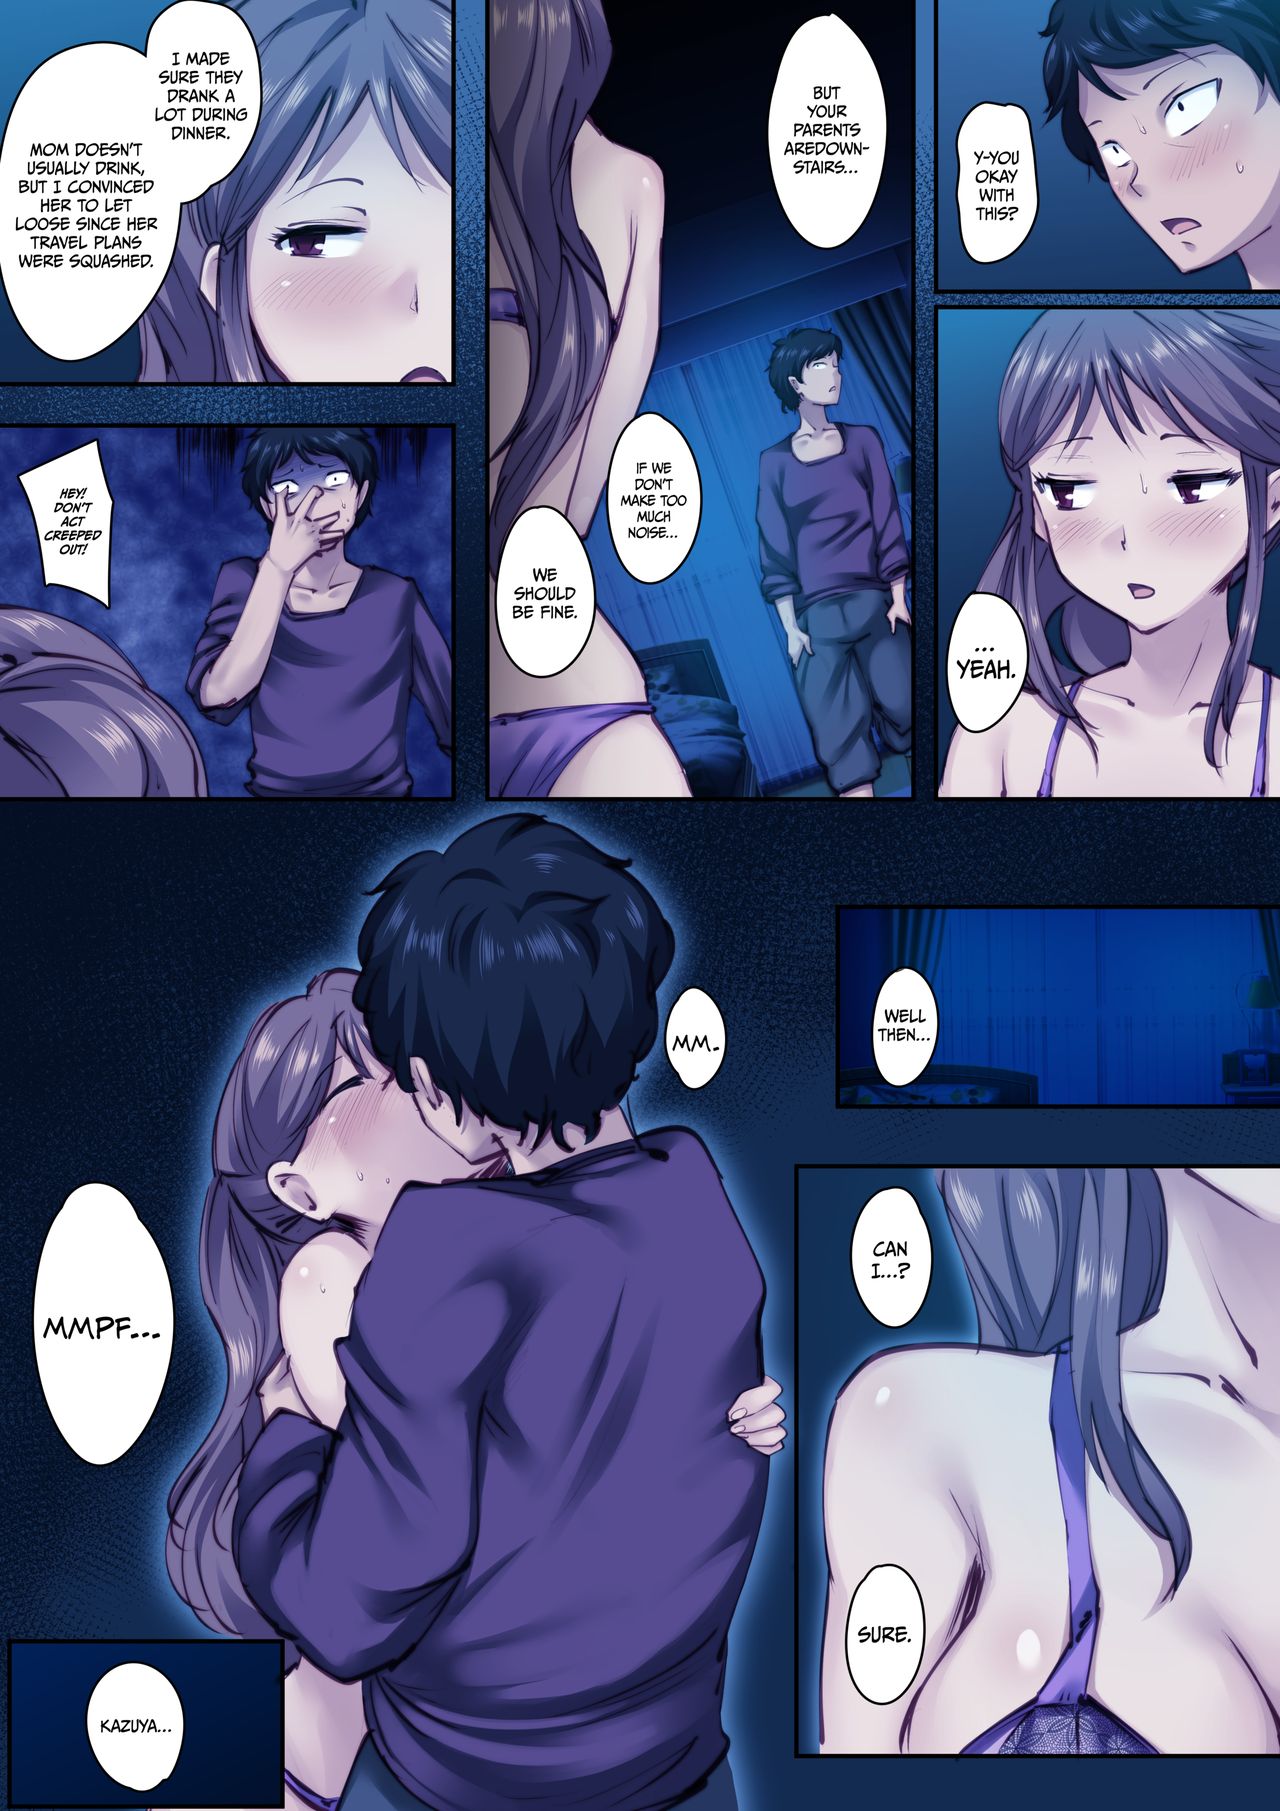 Y-YOU
OKAY
WITH
THIS?
...
YEAH.
BUT
YOUR
PARENTS
AREDOWN-
STAIRS...
IF WE
DON'T
MAKE TOO
MUCH
NOISE...
WE
SHOULD
BE FINE.
I MADE
SURE THEY
DRANK A
LOT DURING
DINNER.
MOM DOESN'T
USUALLY DRINK,
BUT I CONVINCED
HER TO LET
LOOSE SINCE HER
TRAVEL PLANS
WERE SQUASHED.
HEY!
DON'T
ACT
CREEPED
OUT!
WELL
THEN...
CAN
I...?
SURE.
MM.
MMPF...
KAZUYA...